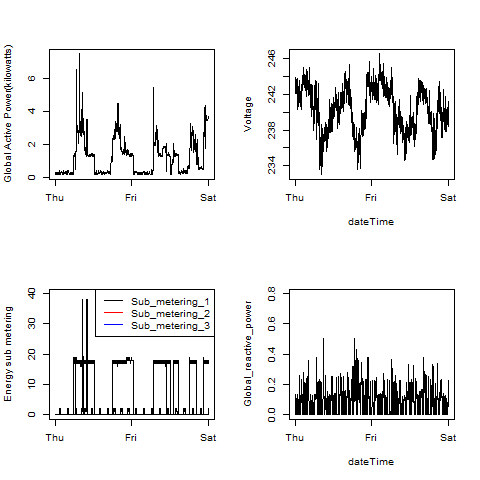 Global Active Power(kilowatts)
0 2 4 6
Thu Fri Sat
Voltage
234 238 242 246
Thu Fri Sat
dateTime
Energy sub metering
0 10 20 30 40
Sub_metering_1
Sub_metering_2
Sub_metering_3
Thu Fri Sat
Global_reactive_power
0.0 0.2 0.4 0.6 0.8
Thu Fri Sat
dateTime